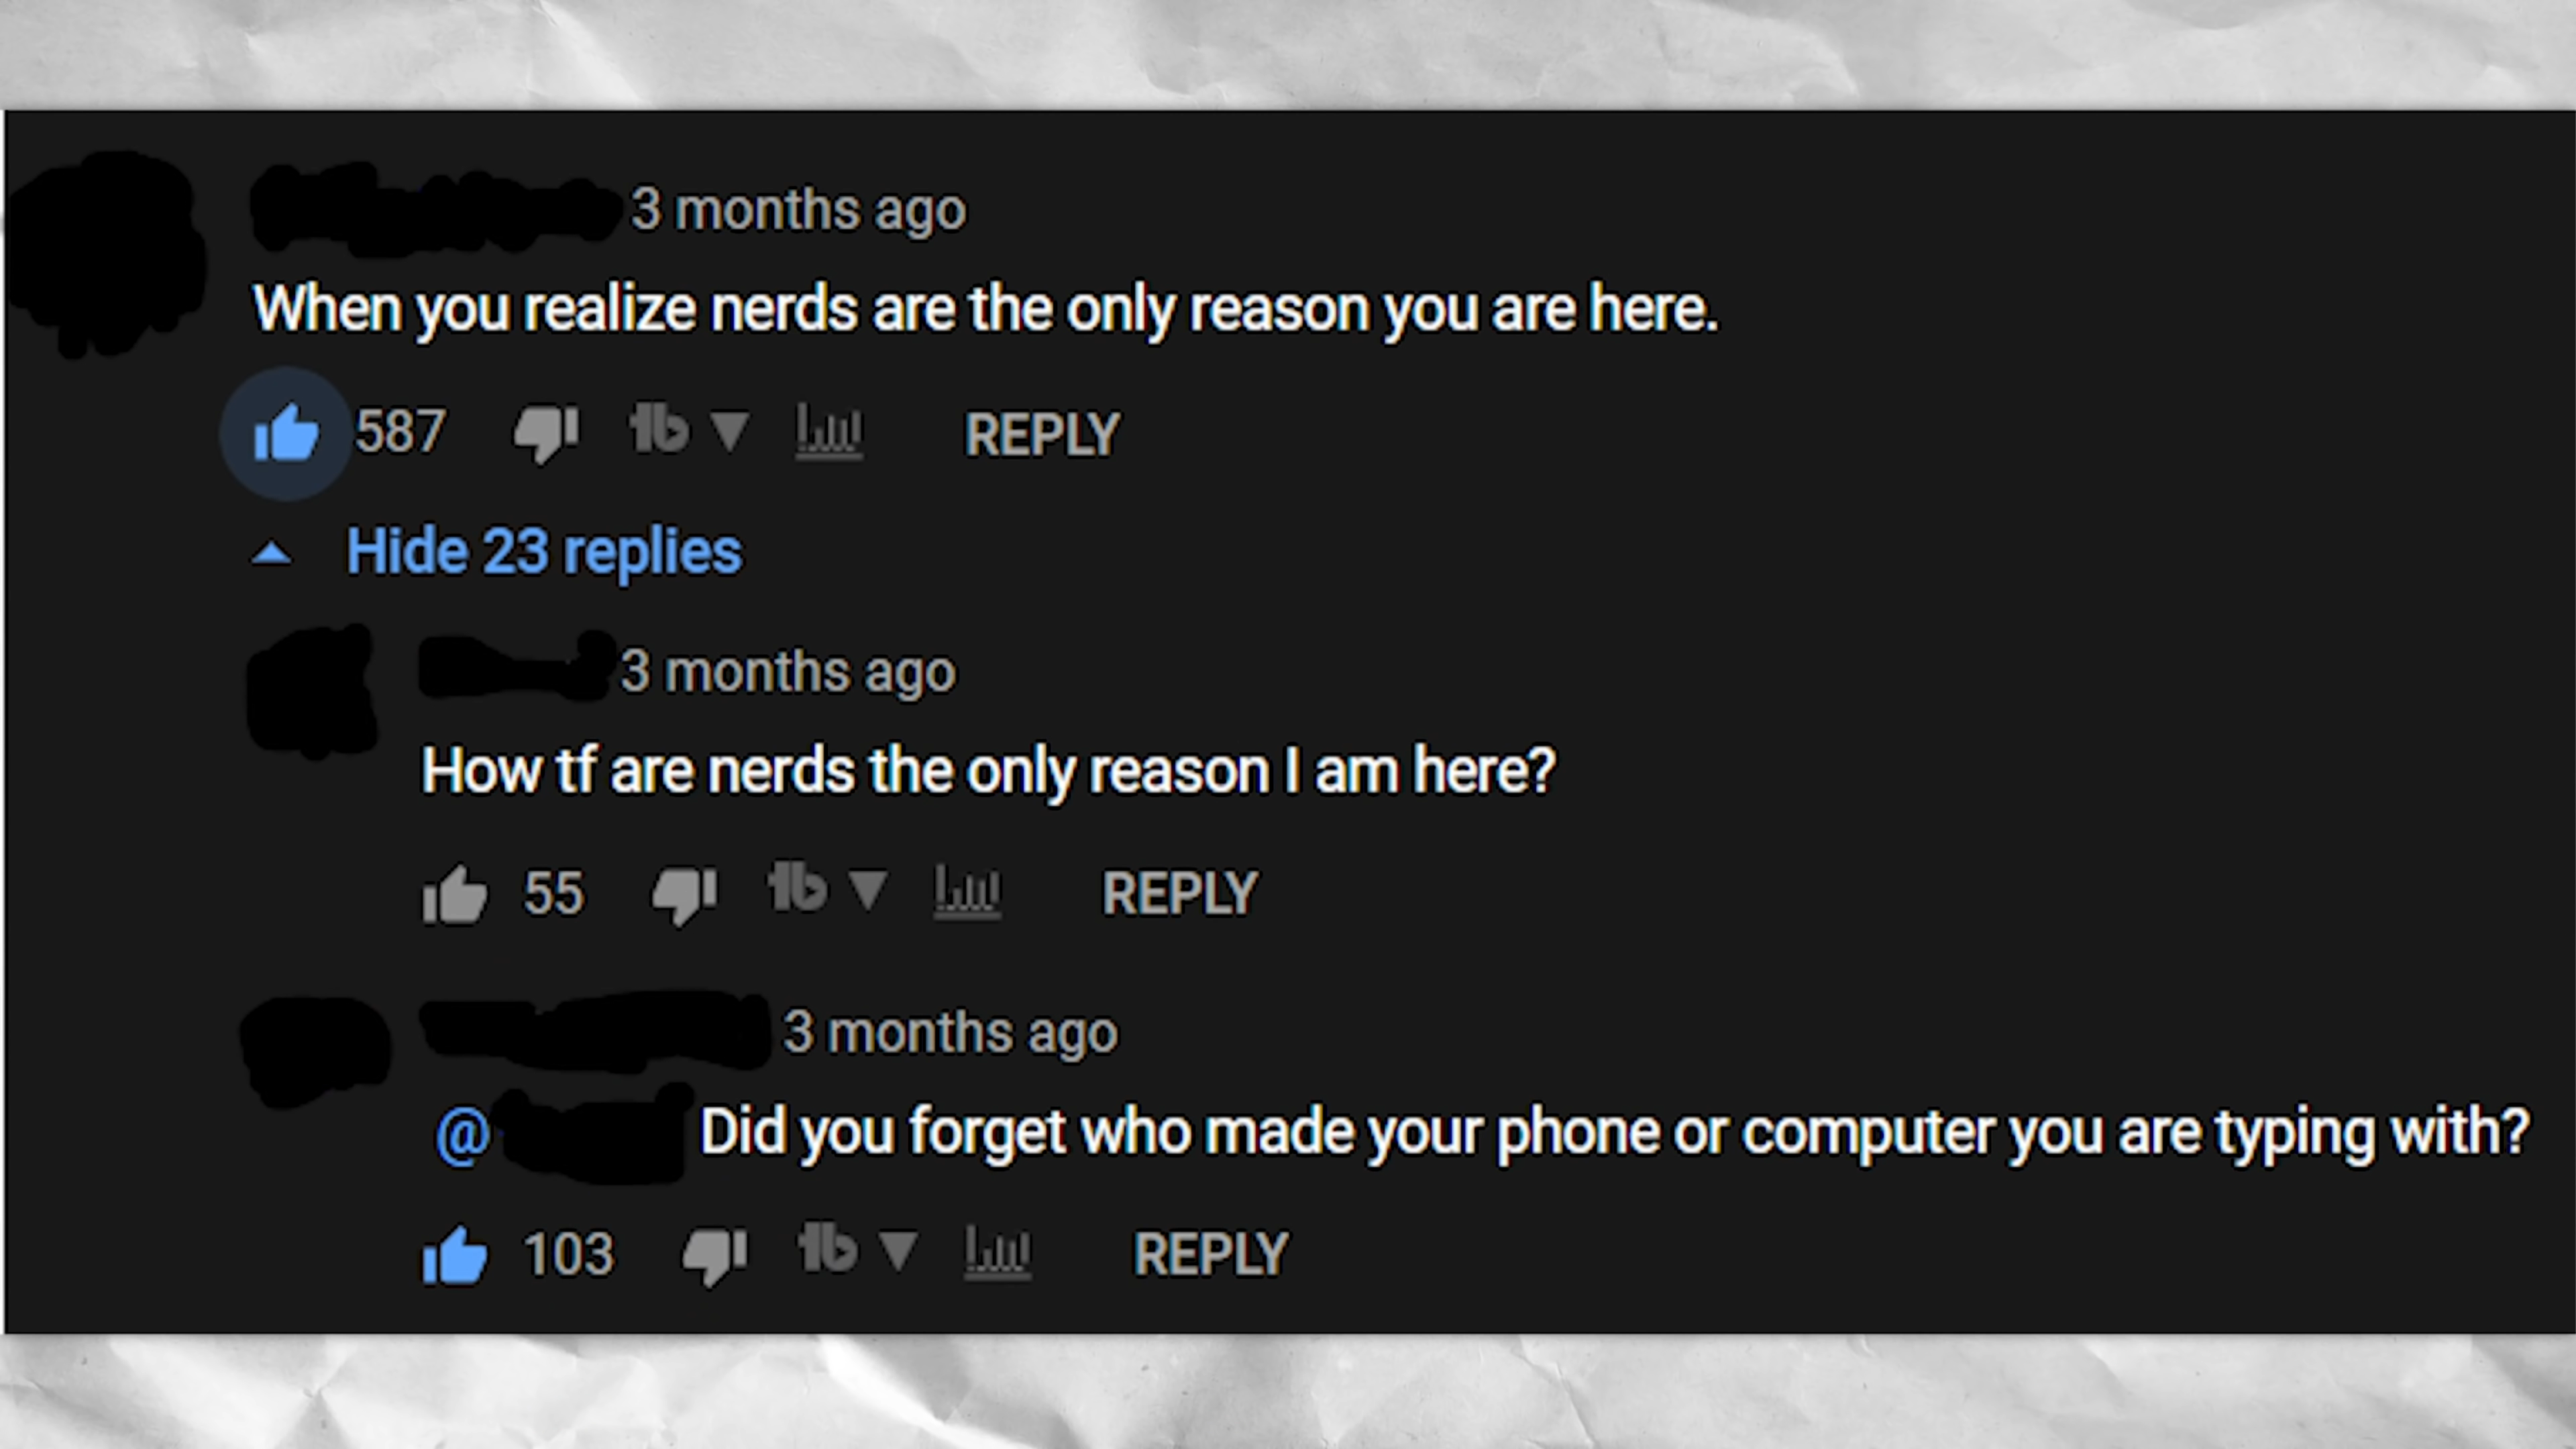 3 months ago
When you realize nerds are the only reason you are here.
587 REPLY
Hide 23 replies
3 months ago
How tf are nerds the only reason I am here?
55 REPLY
3 months ago
@ Did you forget who made your phone or computer you are typing with?
103 REPLY